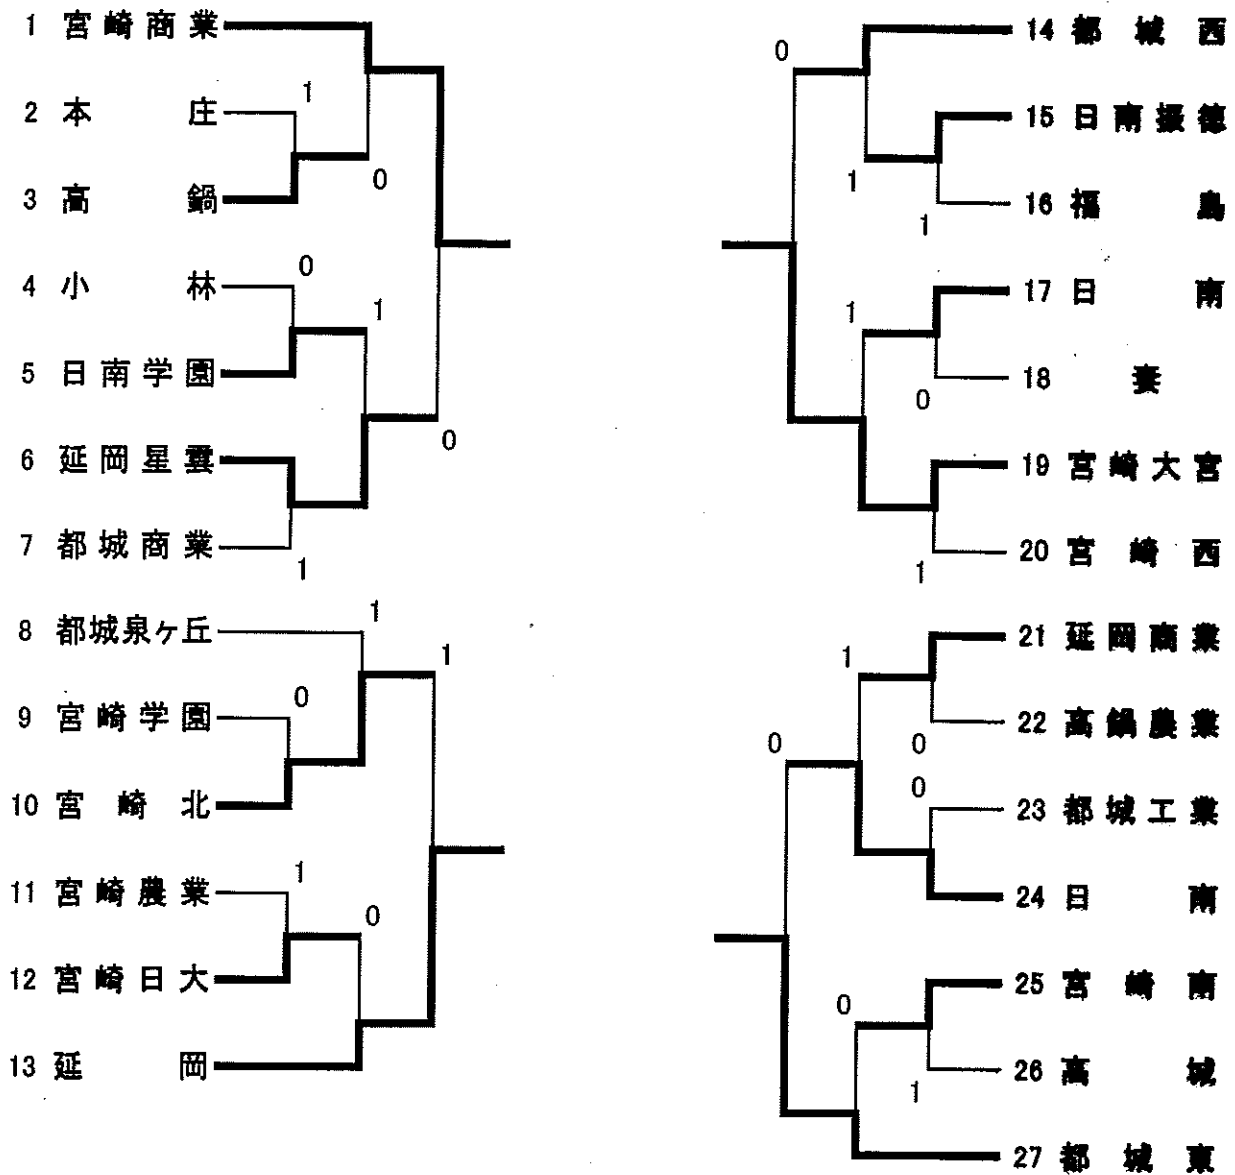 1 宮崎商業
1
2 本庄
3 高鍋
0
0
4 小林
1
5 日南学園
0
6 延岡星雲
7 都城商業
1
1
8 都城泉ヶ丘
1
0
9 宮崎学園
10 宮崎北
1
11 宮崎農業
0
12 宮崎日大
13 延岡
0
14 都城西
15 日南振徳
1
16 福島
1
17 日南
1
18 妻
0
19 宮崎大宮
20 宮崎西
1
21 延岡商業
1
22 高鍋農業
0
0
0
23 都城工業
24 日南
25 宮崎南
0
26 高城
1
27 都城東